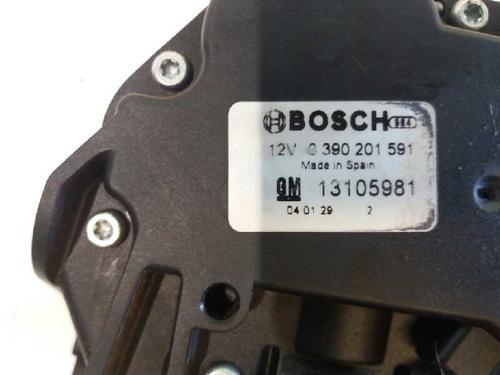 BOSCH
12V 0 390 201 591
Made in Spain
GM 13105981
04 01 29 2